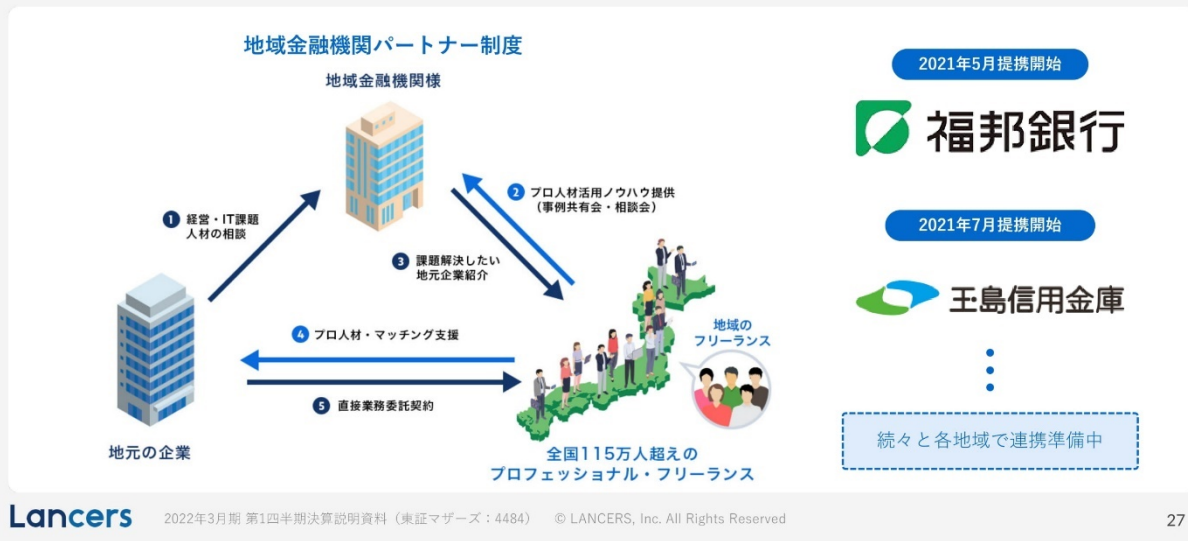 地域金融機関パートナー制度
地域金融機関様
1 経営・IT課題
人材の相談
2 プロ人材活用ノウハウ提供
(事例共有会・相談会)
3 課題解決したい
地元企業紹介
4 プロ人材・マッチング支援
5 直接業務委託契約
地元の企業
地域の
フリーランス
全国115万人超えの
プロフェッショナル・フリーランス
2021年5月提携開始
福邦銀行
2021年7月提携開始
玉島信用金庫
続々と各地域で連携準備中
Lancers
2022年3月期 第1四半期決算説明資料(東証マザーズ:4484) © LANCERS, Inc. All Rights Reserved
27